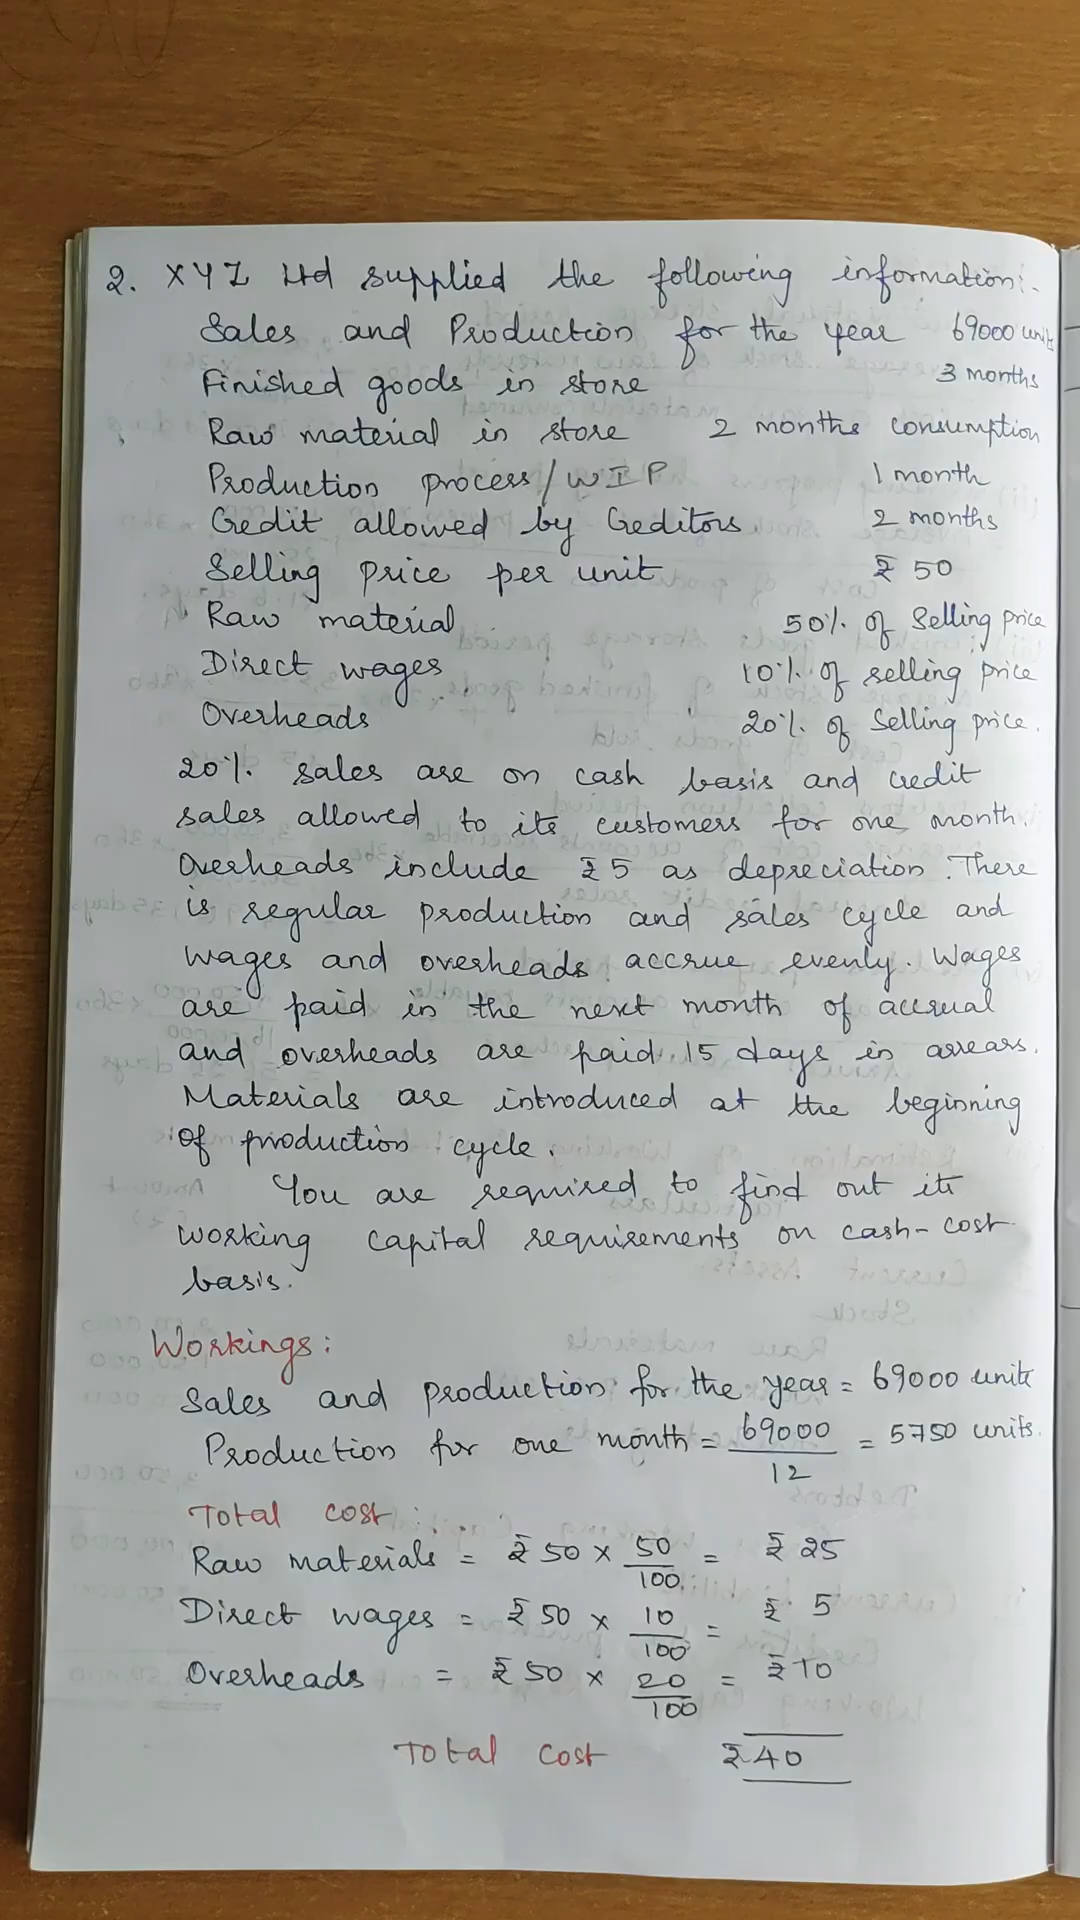 2. XYZ Ltd supplied the following information:-
Sales and Production for the year 69000 units
Finished goods in store 3 months
Raw material in store 2 months consumption
Production process/WIP 1 month
Credit allowed by Creditors 2 months
Selling price per unit ₹ 50
Raw material 50% of Selling price
Direct wages 10% of selling price
Overheads 20% of Selling price.
20% sales are on cash basis and credit
sales allowed to its customers for one month.
Overheads include ₹5 as depreciation. There
is regular production and sales cycle and
wages and overheads accrue evenly. Wages
are paid in the next month of accrual
and overheads are paid 15 days in arrears.
Materials are introduced at the beginning
of production cycle.
You are required to find out its
working capital requirements on cash-cost
basis.
Workings:
Sales and production for the year = 69000 units
Production for one month = 69000/12 = 5750 units.
Total cost:
Raw materials = ₹ 50 × 50/100 = ₹ 25
Direct wages = ₹ 50 × 10/100 = ₹ 5
Overheads = ₹ 50 × 20/100 = ₹ 10
Total cost ₹ 40